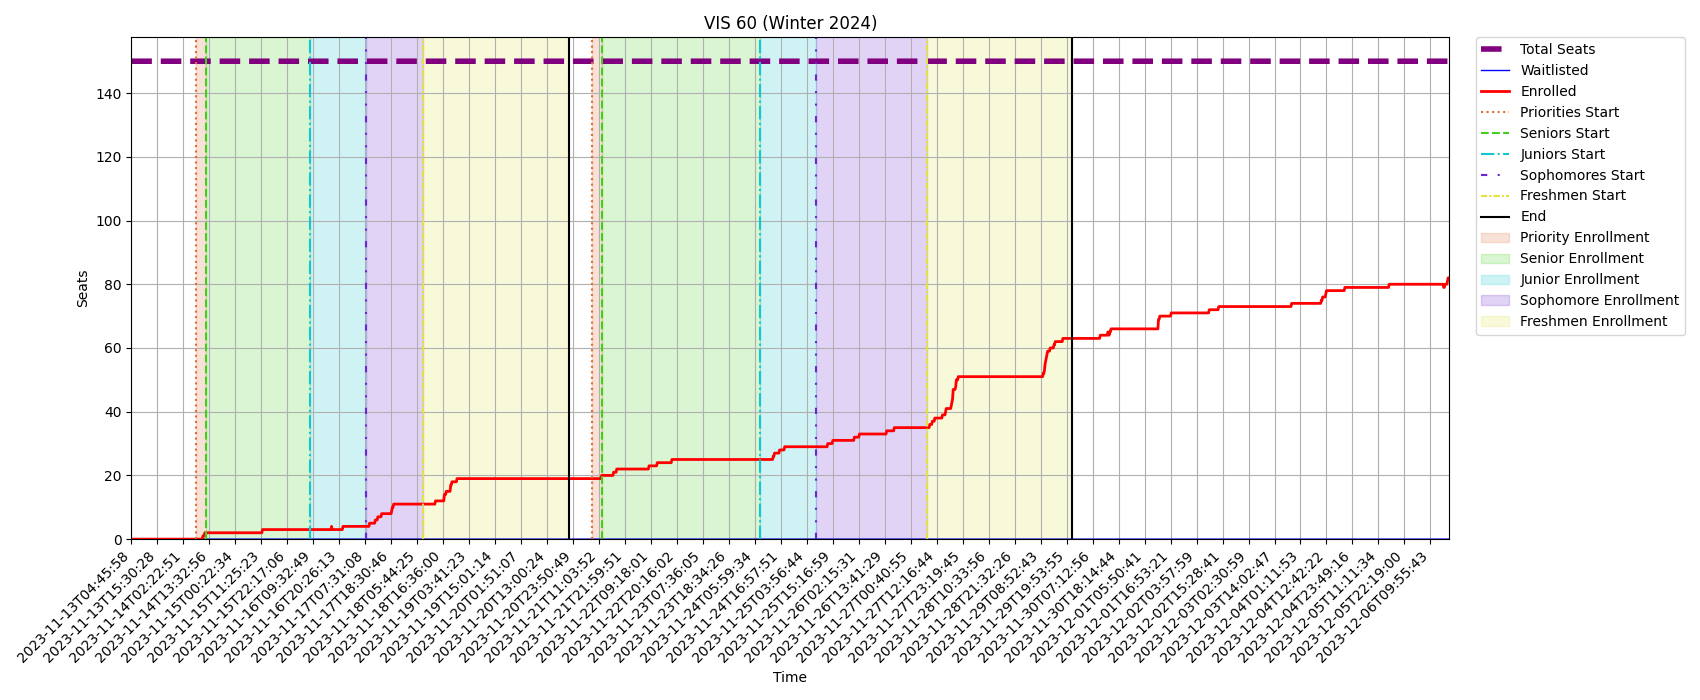 VIS 60 (Winter 2024)
Seats
140
120
100
80
60
40
20
0
2023-11-13T04:45:58
2023-11-13T15:30:28
2023-11-14T02:22:51
2023-11-14T13:32:56
2023-11-15T00:22:34
2023-11-15T11:25:23
2023-11-15T22:17:06
2023-11-16T09:32:49
2023-11-16T20:26:13
2023-11-17T07:31:08
2023-11-17T18:30:46
2023-11-18T05:44:25
2023-11-18T16:36:00
2023-11-19T03:41:23
2023-11-19T15:01:14
2023-11-20T01:51:07
2023-11-20T13:00:24
2023-11-20T23:50:49
2023-11-21T11:03:52
2023-11-21T21:59:51
2023-11-22T09:18:01
2023-11-22T20:16:02
2023-11-23T07:36:05
2023-11-23T18:34:26
2023-11-24T05:59:34
2023-11-24T16:57:51
2023-11-25T03:56:44
2023-11-25T15:16:59
2023-11-26T02:15:31
2023-11-26T13:41:29
2023-11-27T00:40:55
2023-11-27T12:16:44
2023-11-27T23:19:45
2023-11-28T10:33:56
2023-11-28T21:32:26
2023-11-29T08:52:43
2023-11-29T19:53:55
2023-11-30T07:12:56
2023-11-30T18:14:44
2023-12-01T05:50:41
2023-12-01T16:53:21
2023-12-02T03:57:59
2023-12-02T15:28:41
2023-12-03T02:30:59
2023-12-03T14:02:47
2023-12-04T01:11:53
2023-12-04T12:42:22
2023-12-04T23:49:16
2023-12-05T11:11:34
2023-12-05T22:19:00
2023-12-06T09:55:43
Time
Total Seats
Waitlisted
Enrolled
Priorities Start
Seniors Start
Juniors Start
Sophomores Start
Freshmen Start
End
Priority Enrollment
Senior Enrollment
Junior Enrollment
Sophomore Enrollment
Freshmen Enrollment